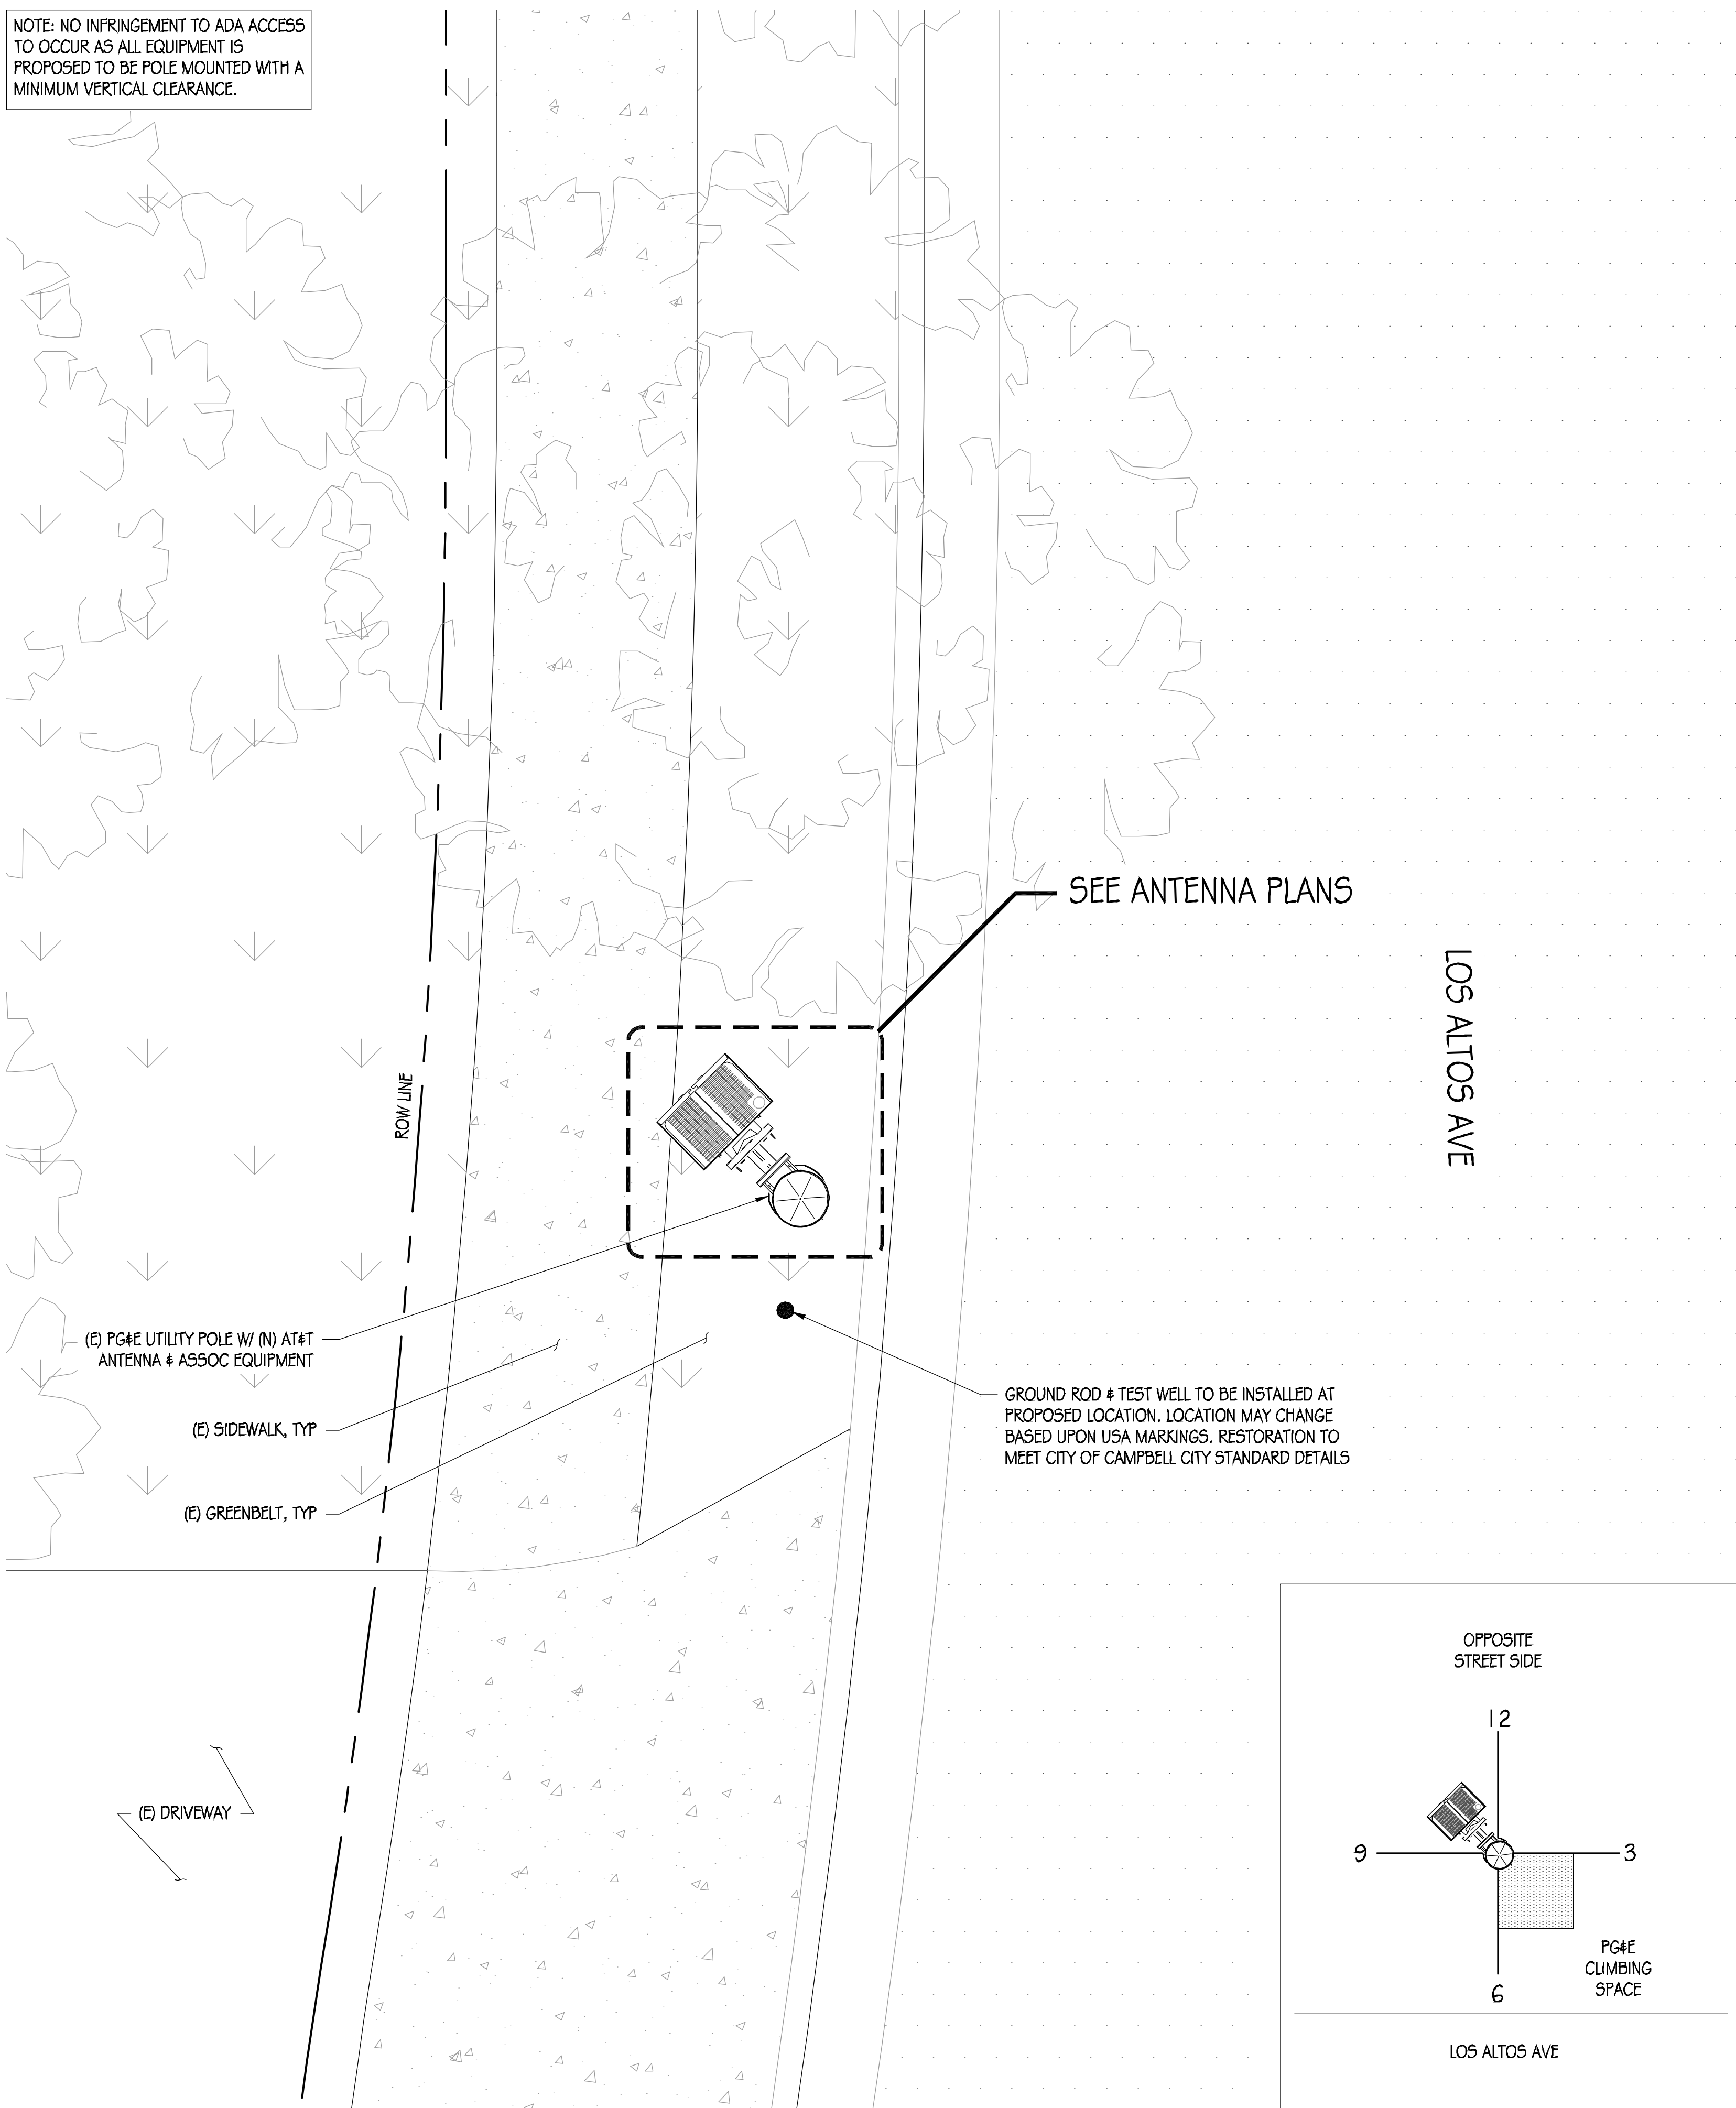 NOTE: NO INFRINGEMENT TO ADA ACCESS
TO OCCUR AS ALL EQUIPMENT IS
PROPOSED TO BE POLE MOUNTED WITH A
MINIMUM VERTICAL CLEARANCE.
SEE ANTENNA PLANS
LOS ALTOS AVE
ROW LINE
(E) PG&E UTILITY POLE W/ (N) AT&T
ANTENNA & ASSOC EQUIPMENT
(E) SIDEWALK, TYP
(E) GREENBELT, TYP
GROUND ROD & TEST WELL TO BE INSTALLED AT
PROPOSED LOCATION. LOCATION MAY CHANGE
BASED UPON USA MARKINGS. RESTORATION TO
MEET CITY OF CAMPBELL CITY STANDARD DETAILS
(E) DRIVEWAY
OPPOSITE
STREET SIDE
12
9
3
6
PG&E
CLIMBING
SPACE
LOS ALTOS AVE